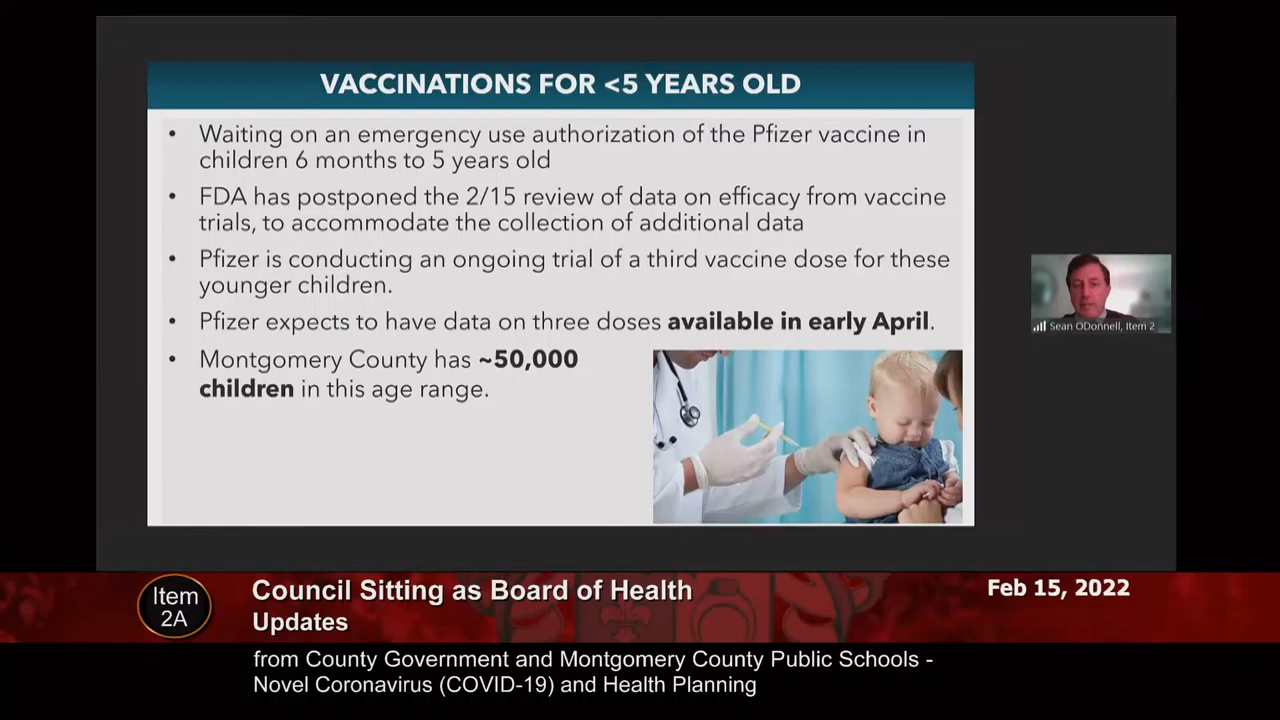 VACCINATIONS FOR <5 YEARS OLD
• Waiting on an emergency use authorization of the Pfizer vaccine in
children 6 months to 5 years old
• FDA has postponed the 2/15 review of data on efficacy from vaccine
trials, to accommodate the collection of additional data
• Pfizer is conducting an ongoing trial of a third vaccine dose for these
younger children.
• Pfizer expects to have data on three doses available in early April.
• Montgomery County has ~50,000
children in this age range.
Sean ODonnell, Item 2
Item
2A
Council Sitting as Board of Health
Updates
Feb 15, 2022
from County Government and Montgomery County Public Schools -
Novel Coronavirus (COVID-19) and Health Planning